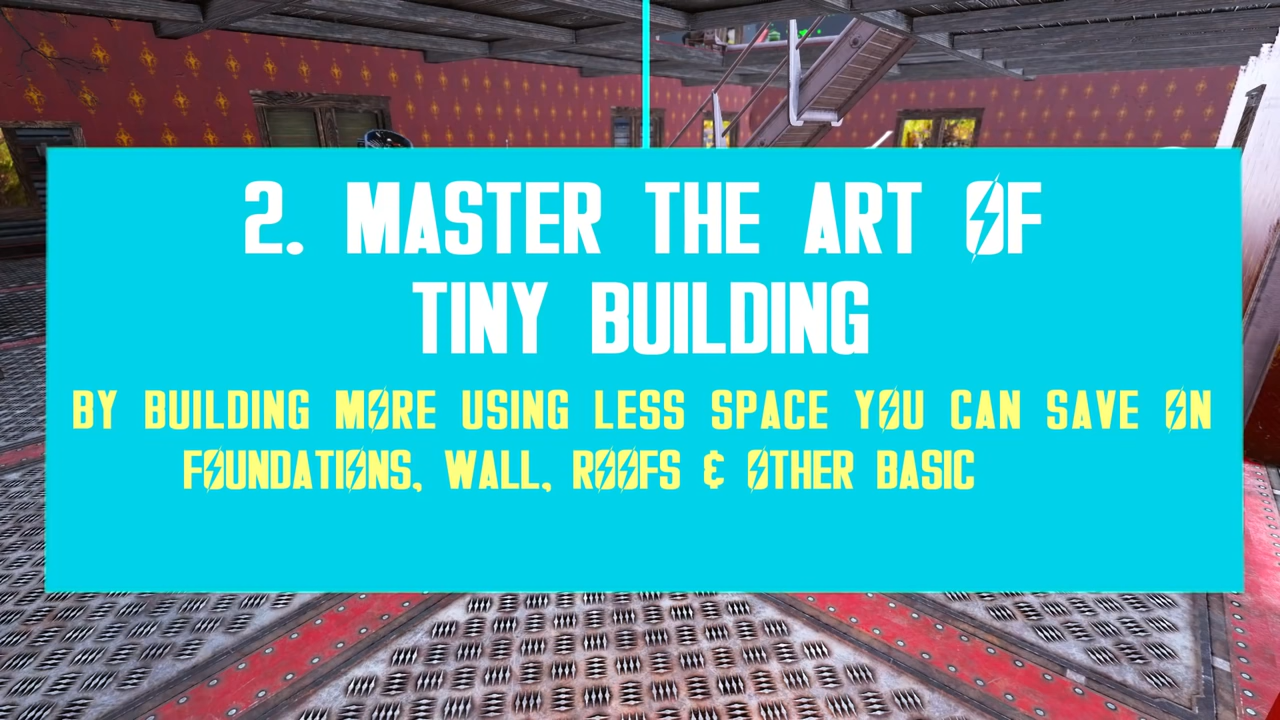 2. MASTER THE ART OF
TINY BUILDING
BY BUILDING MORE USING LESS SPACE YOU CAN SAVE ON
FOUNDATIONS, WALL, ROOFS & OTHER BASIC